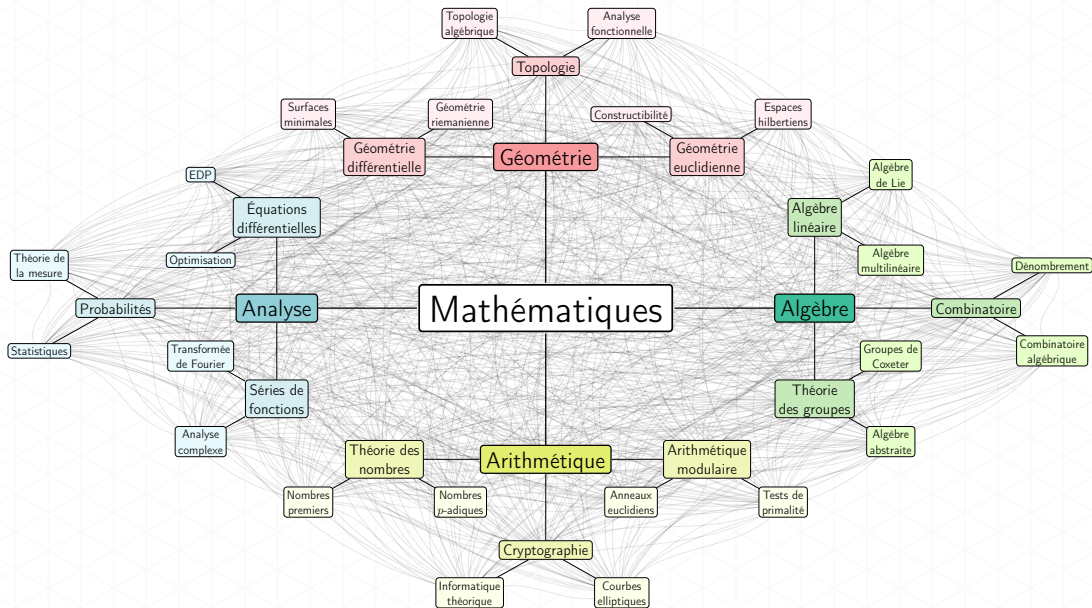 Topologie
algébrique
Analyse
fonctionnelle
Topologie
Surfaces
minimales
Géométrie
riemanienne
Constructibilité
Espaces
hilbertiens
Géométrie
différentielle
Géométrie
Géométrie
euclidienne
EDP
Algèbre
de Lie
Équations
différentielles
Algèbre
linéaire
Théorie de
la mesure
Optimisation
Algèbre
multilinéaire
Dénombrement
Probabilités
Analyse
Mathématiques
Algèbre
Combinatoire
Statistiques
Transformée
de Fourier
Groupes de
Coxeter
Combinatoire
algébrique
Séries de
fonctions
Théorie
des groupes
Analyse
complexe
Algèbre
abstraite
Théorie des
nombres
Arithmétique
Arithmétique
modulaire
Nombres
premiers
Nombres
p-adiques
Anneaux
euclidiens
Tests de
primalité
Cryptographie
Informatique
théorique
Courbes
elliptiques